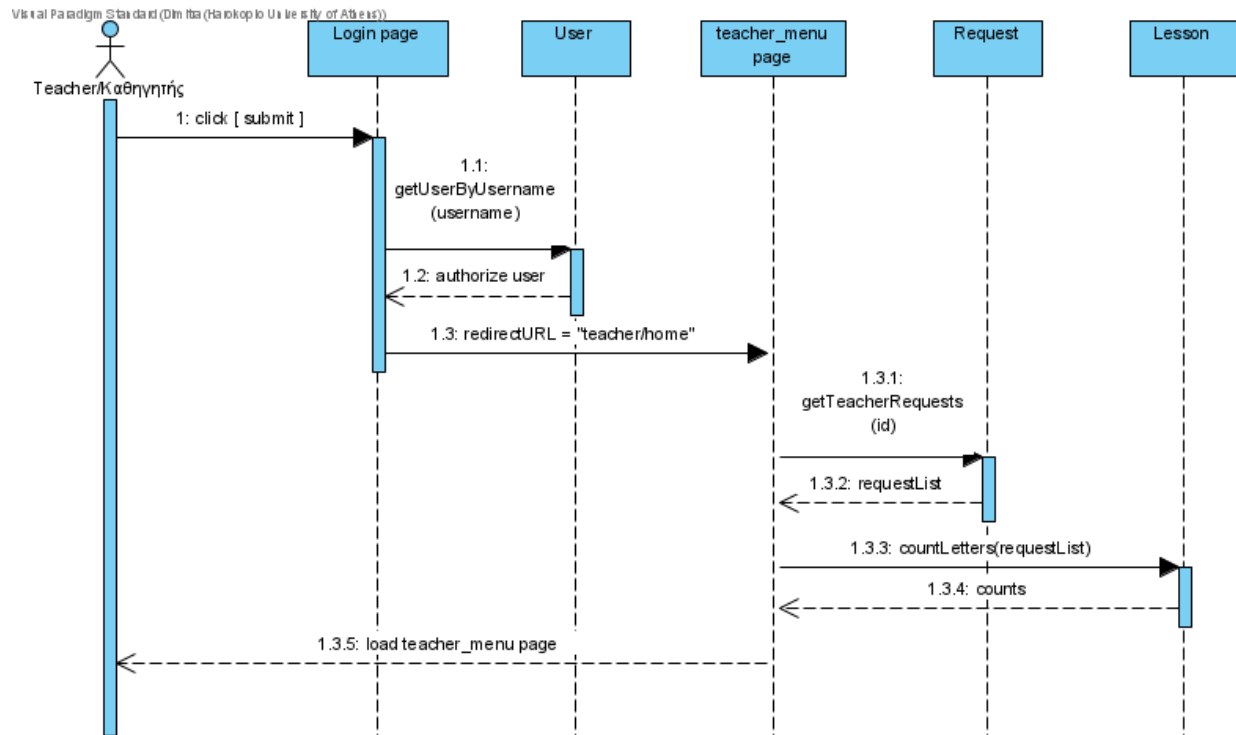 Visual Paradigm Standard (Dimitra (Harokopio University of Athens))
Login page
User
teacher_menu
page
Request
Lesson
Teacher/Καθηγητής
1: click [ submit ]
1.1:
getUserByUsername
(username)
1.2: authorize user
1.3: redirectURL = "teacher/home"
1.3.1:
getTeacherRequests
(id)
1.3.2: requestList
1.3.3: countLetters(requestList)
1.3.4: counts
1.3.5: load teacher_menu page